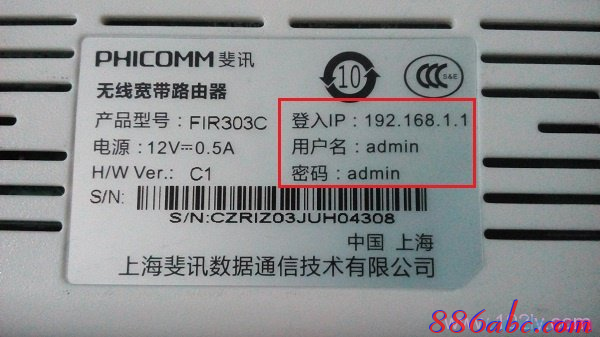 PHICOMM 斐讯
10
S&E
无线宽带路由器
产品型号：FIR303C
登入IP：192.168.1.1
电源：12V⎓0.5A
用户名：admin
H/W Ver.： C1
密码：admin
S/N:
S/N:CZRIZ03JUH04308
中国 上海
上海斐讯数据通信技术有限公司
886abc.com